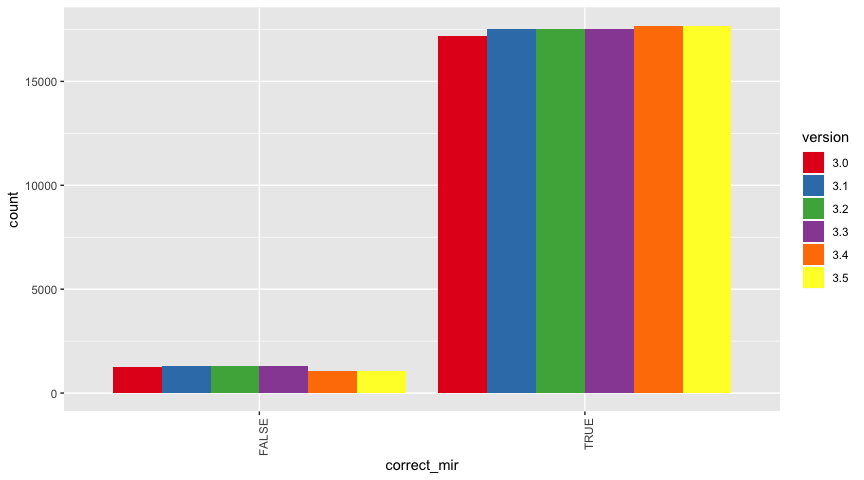 15000
10000
5000
0
count
FALSE
TRUE
correct_mir
version
3.0
3.1
3.2
3.3
3.4
3.5